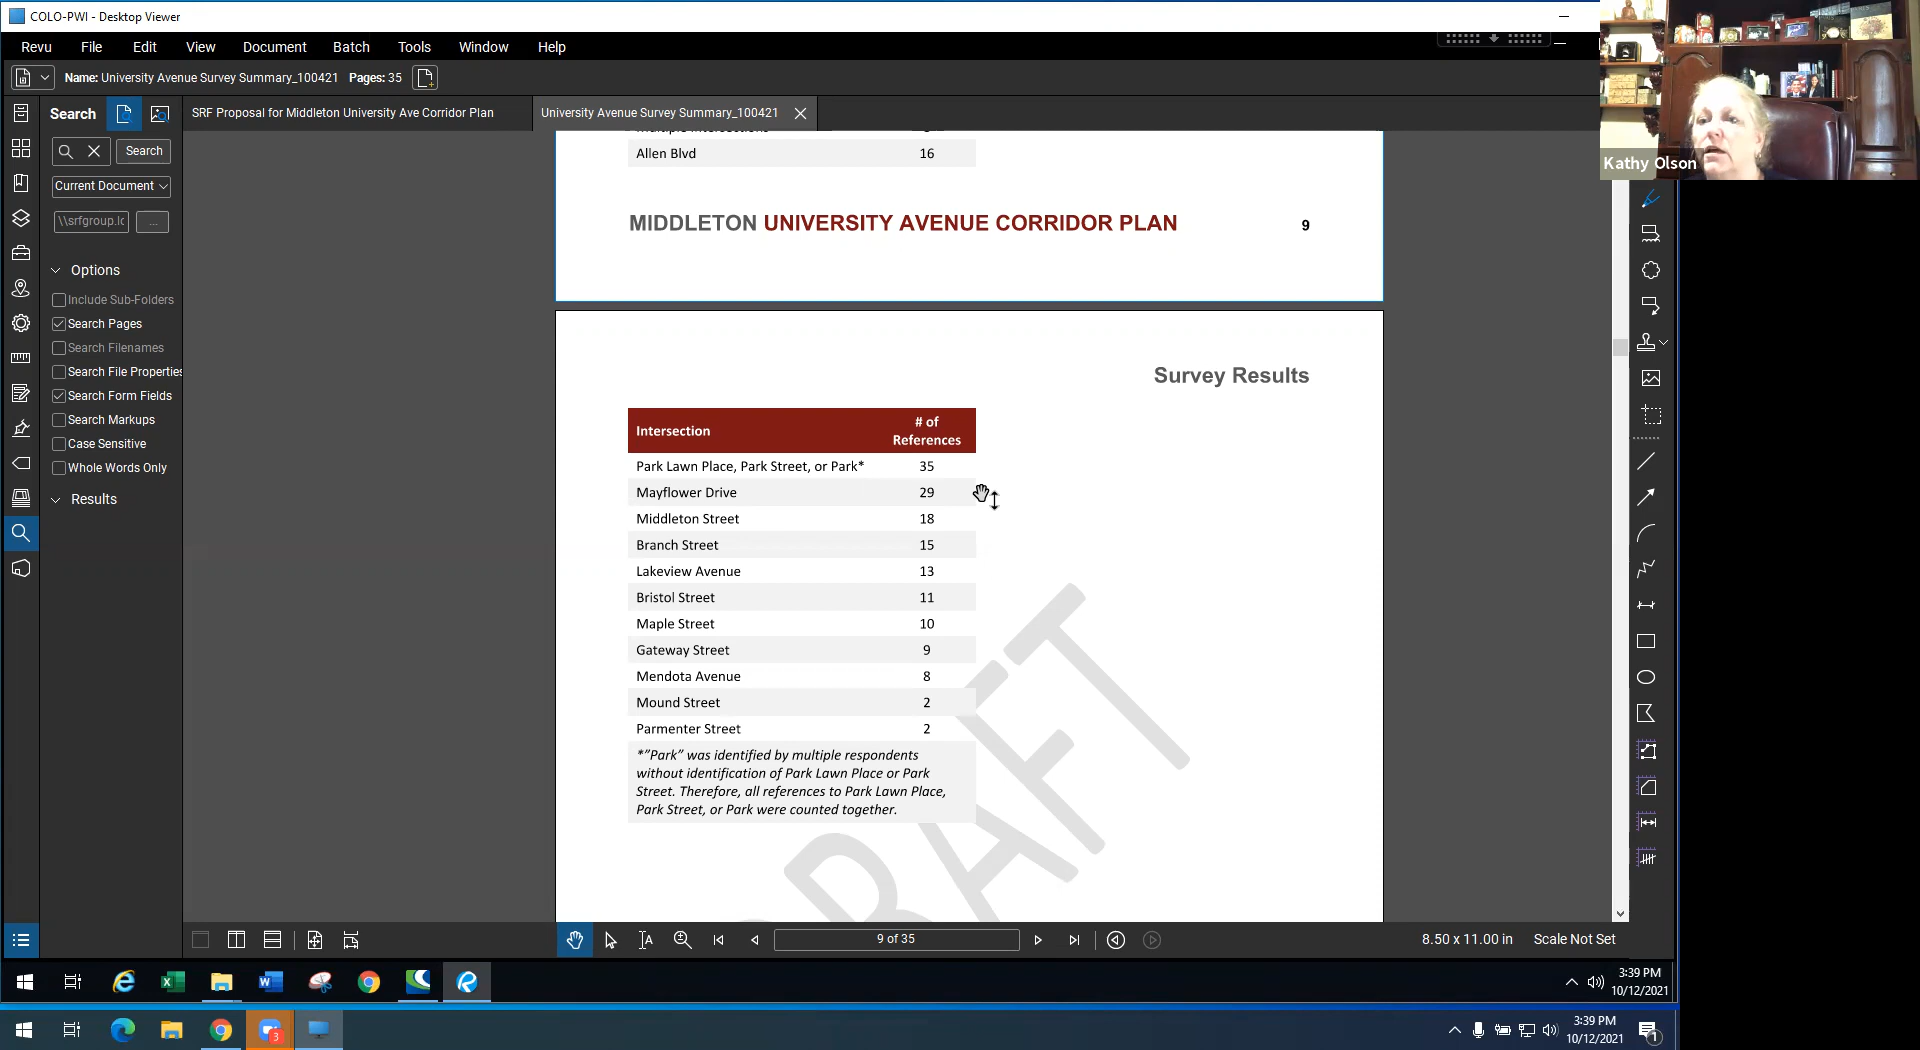 COLO-PWI - Desktop Viewer
Revu File Edit View Document Batch Tools Window Help
Name: University Avenue Survey Summary_100421 Pages: 35
Search
SRF Proposal for Middleton University Ave Corridor Plan
University Avenue Survey Summary_100421
Search
Current Document
\\srfgroup.lc
...
Options
Include Sub-Folders
Search Pages
Search Filenames
Search File Properties
Search Form Fields
Search Markups
Case Sensitive
Whole Words Only
Results
Multiple Intersections
Allen Blvd 16
MIDDLETON UNIVERSITY AVENUE CORRIDOR PLAN 9
Survey Results
Intersection # of References
Park Lawn Place, Park Street, or Park* 35
Mayflower Drive 29
Middleton Street 18
Branch Street 15
Lakeview Avenue 13
Bristol Street 11
Maple Street 10
Gateway Street 9
Mendota Avenue 8
Mound Street 2
Parmenter Street 2
*"Park" was identified by multiple respondents
without identification of Park Lawn Place or Park
Street. Therefore, all references to Park Lawn Place,
Park Street, or Park were counted together.
DRAFT
Kathy Olson
9 of 35
8.50 x 11.00 in Scale Not Set
3:39 PM
10/12/2021
3
3:39 PM
10/12/2021
1